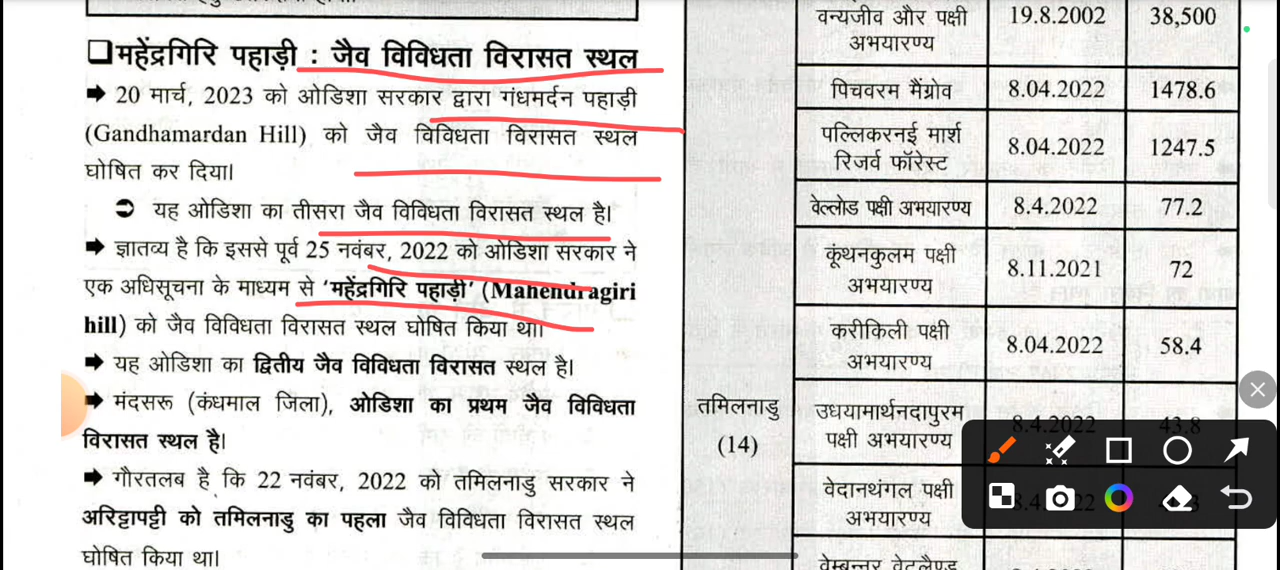 ❑महेंद्रगिरि पहाड़ी : जैव विविधता विरासत स्थल
➡ 20 मार्च, 2023 को ओडिशा सरकार द्वारा गंधमर्दन पहाड़ी
(Gandhamardan Hill) को जैव विविधता विरासत स्थल
घोषित कर दिया।
➲ यह ओडिशा का तीसरा जैव विविधता विरासत स्थल है।
➡ ज्ञातव्य है कि इससे पूर्व 25 नवंबर, 2022 को ओडिशा सरकार ने
एक अधिसूचना के माध्यम से ‘महेंद्रगिरि पहाड़ी’ (Mahendragiri
hill) को जैव विविधता विरासत स्थल घोषित किया था।
➡ यह ओडिशा का द्वितीय जैव विविधता विरासत स्थल है।
➡ मंदसरू (कंधमाल जिला), ओडिशा का प्रथम जैव विविधता
विरासत स्थल है।
➡ गौरतलब है कि 22 नवंबर, 2022 को तमिलनाडु सरकार ने
अरिट्टापट्टी को तमिलनाडु का पहला जैव विविधता विरासत स्थल
घोषित किया था।
तमिलनाडु
(14)
वन्यजीव और पक्षी 19.8.2002 38,500
अभयारण्य
पिचवरम मैंग्रोव 8.04.2022 1478.6
पल्लिकरनई मार्श
रिजर्व फॉरेस्ट 8.04.2022 1247.5
वेल्लोड पक्षी अभयारण्य 8.4.2022 77.2
कूंथनकुलम पक्षी
अभयारण्य 8.11.2021 72
करीकिली पक्षी
अभयारण्य 8.04.2022 58.4
उधयामार्थनदापुरम
पक्षी अभयारण्य 8.4.2022 43.8
वेदानथंगल पक्षी
अभयारण्य